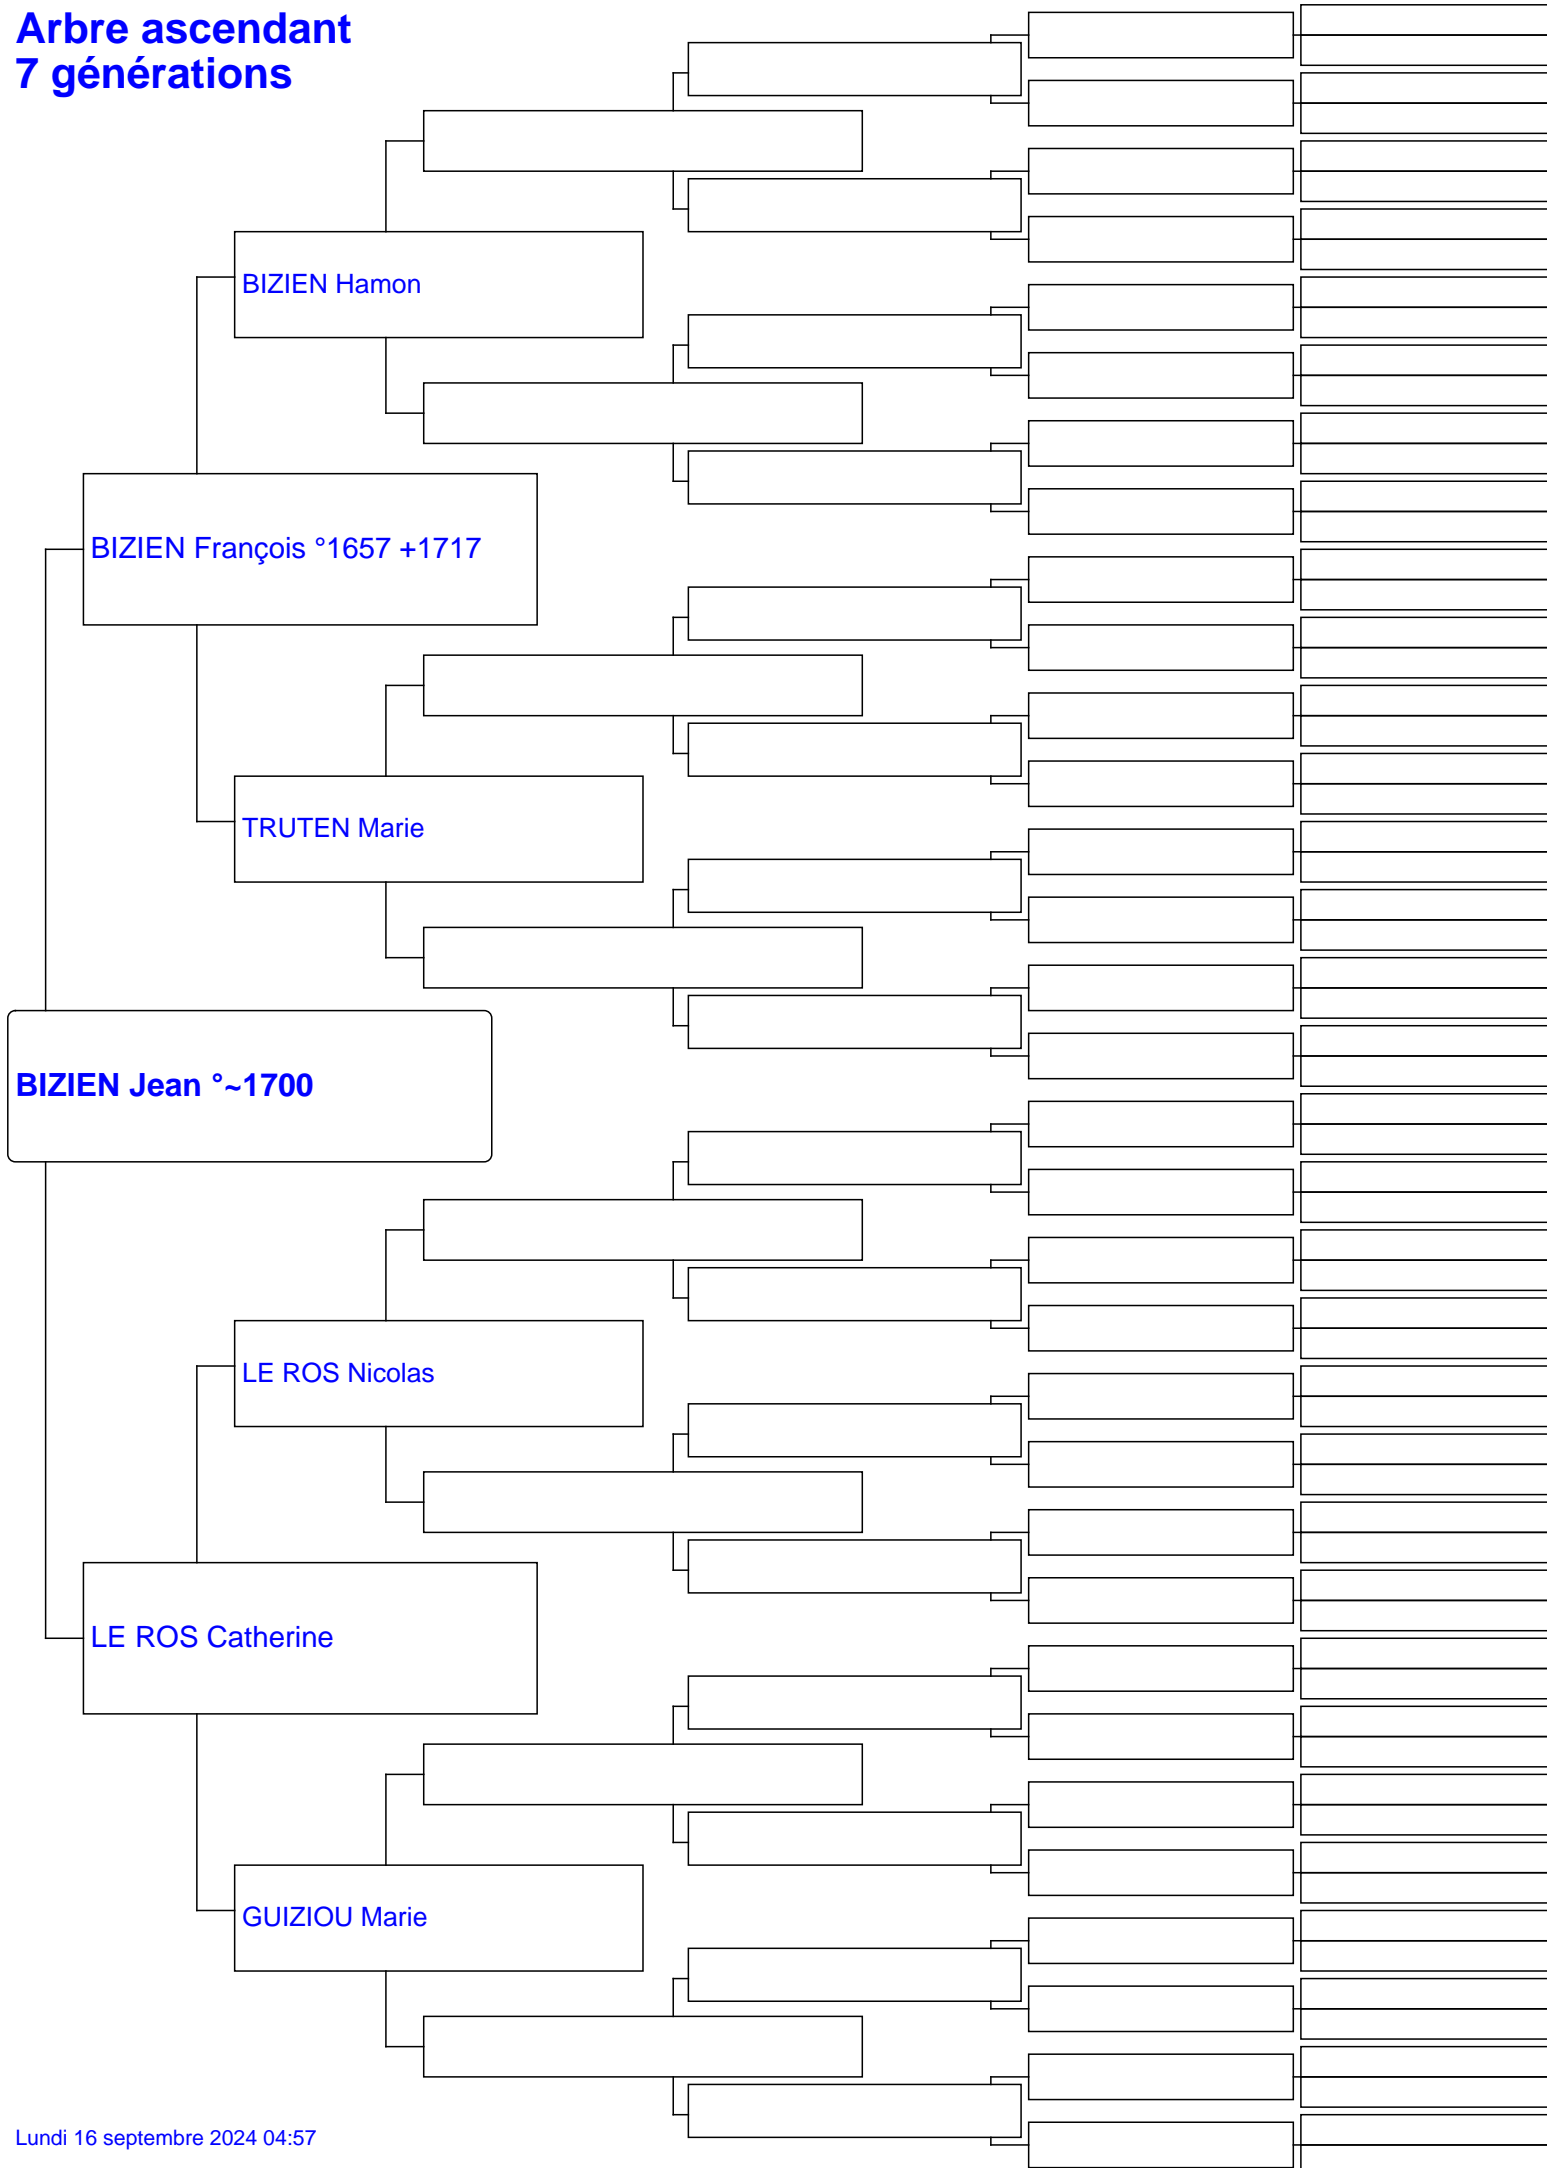 Arbre ascendant
7 générations
BIZIEN Hamon
BIZIEN François °1657 +1717
TRUTEN Marie
BIZIEN Jean °~1700
LE ROS Nicolas
LE ROS Catherine
GUIZIOU Marie
Lundi 16 septembre 2024 04:57